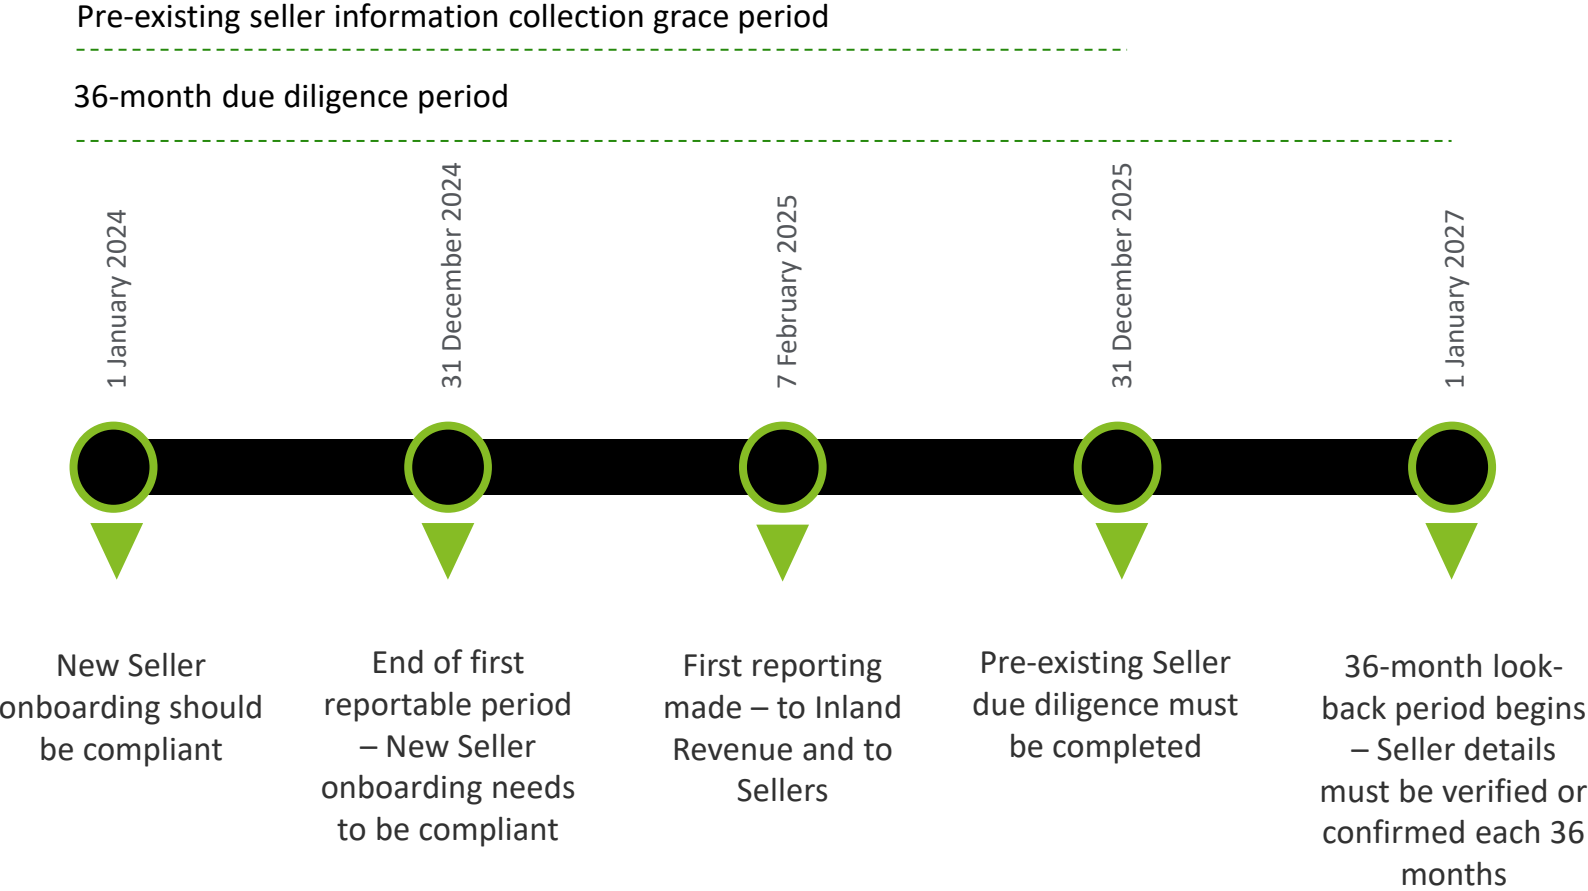 Pre-existing seller information collection grace period
36-month due diligence period
1 January 2024
31 December 2024
7 February 2025
31 December 2025
1 January 2027
New Seller
onboarding should
be compliant
End of first
reportable period
– New Seller
onboarding needs
to be compliant
First reporting
made – to Inland
Revenue and to
Sellers
Pre-existing Seller
due diligence must
be completed
36-month look-
back period begins
– Seller details
must be verified or
confirmed each 36
months